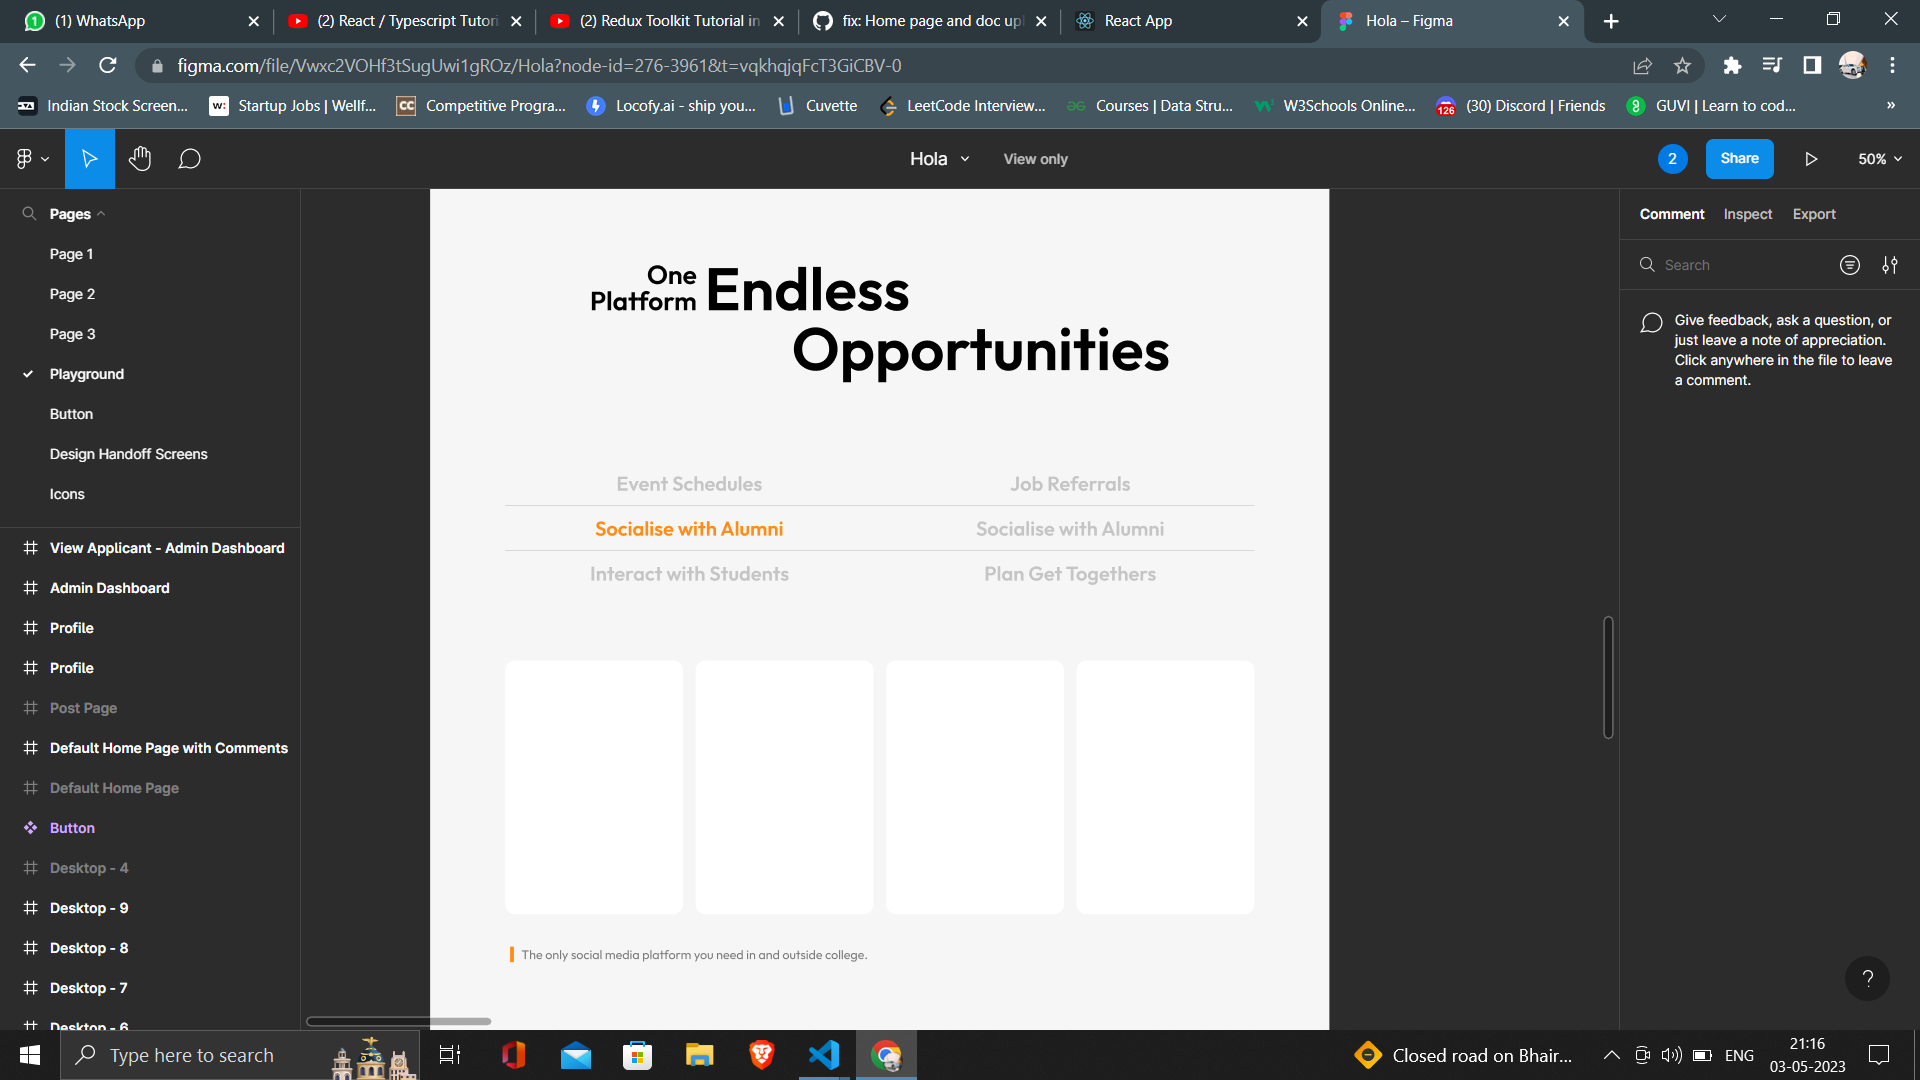 (1) WhatsApp
(2) React / Typescript Tutori
(2) Redux Toolkit Tutorial in
fix: Home page and doc upl
React App
Hola – Figma
figma.com/file/Vwxc2VOHf3tSugUwi1gROz/Hola?node-id=276-3961&t=vqkhqjqFcT3GiCBV-0
Indian Stock Screen...
Startup Jobs | Wellf...
Competitive Progra...
Locofy.ai - ship you...
Cuvette
LeetCode Interview...
Courses | Data Stru...
W3Schools Online...
126
(30) Discord | Friends
GUVI | Learn to cod...
»
Hola
View only
2
Share
50%
Pages
Page 1
Page 2
Page 3
Playground
Button
Design Handoff Screens
Icons
View Applicant - Admin Dashboard
Admin Dashboard
Profile
Profile
Post Page
Default Home Page with Comments
Default Home Page
Button
Desktop - 4
Desktop - 9
Desktop - 8
Desktop - 7
Desktop - 6
One
Platform
Endless
Opportunities
Event Schedules
Job Referrals
Socialise with Alumni
Socialise with Alumni
Interact with Students
Plan Get Togethers
The only social media platform you need in and outside college.
Comment
Inspect
Export
Search
Give feedback, ask a question, or
just leave a note of appreciation.
Click anywhere in the file to leave
a comment.
?
Type here to search
Closed road on Bhair...
ENG
21:16
03-05-2023